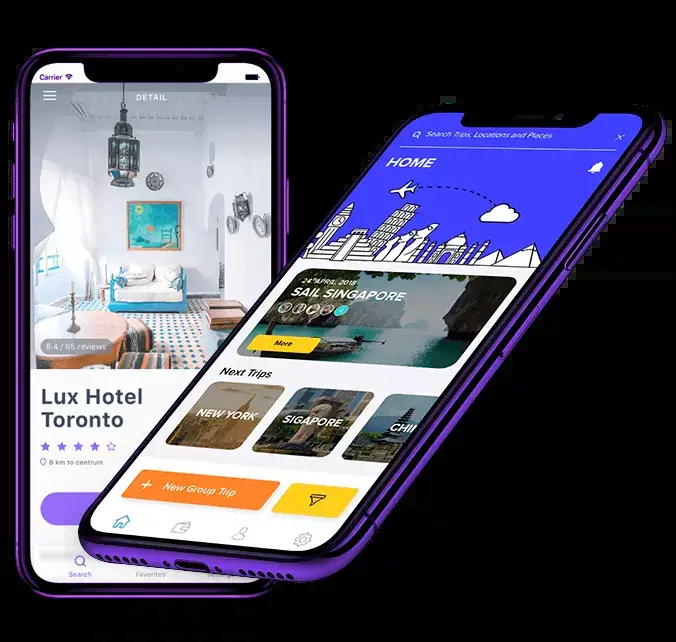 Carrier
DETAIL
8.4 / 85 reviews
Lux Hotel
Toronto
8 km to centrum
Search
Favorites
Search Trips, Locations and Places
HOME
24 APRIL, 2018
SAIL SINGAPORE
More
Next Trips
NEW YORK
SIGAPORE
CHI
+ New Group Trip